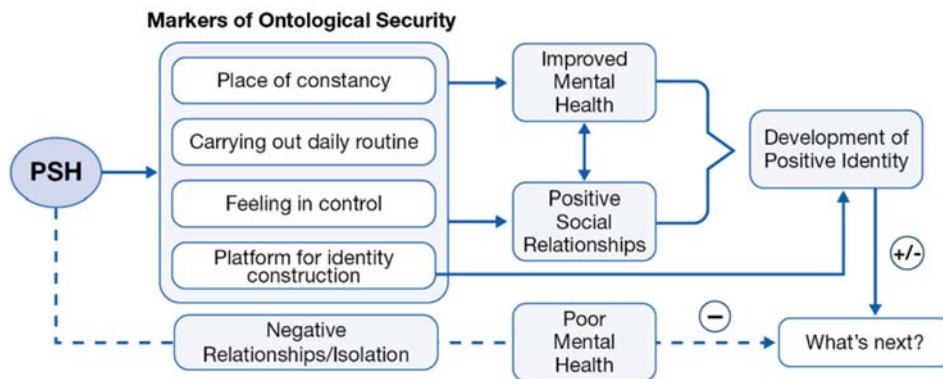 Markers of Ontological Security
PSH
Place of constancy
Carrying out daily routine
Feeling in control
Platform for identity
construction
Improved
Mental
Health
Positive
Social
Relationships
Development of
Positive Identity
+/-
Negative
Relationships/Isolation
Poor
Mental
Health
–
What's next?